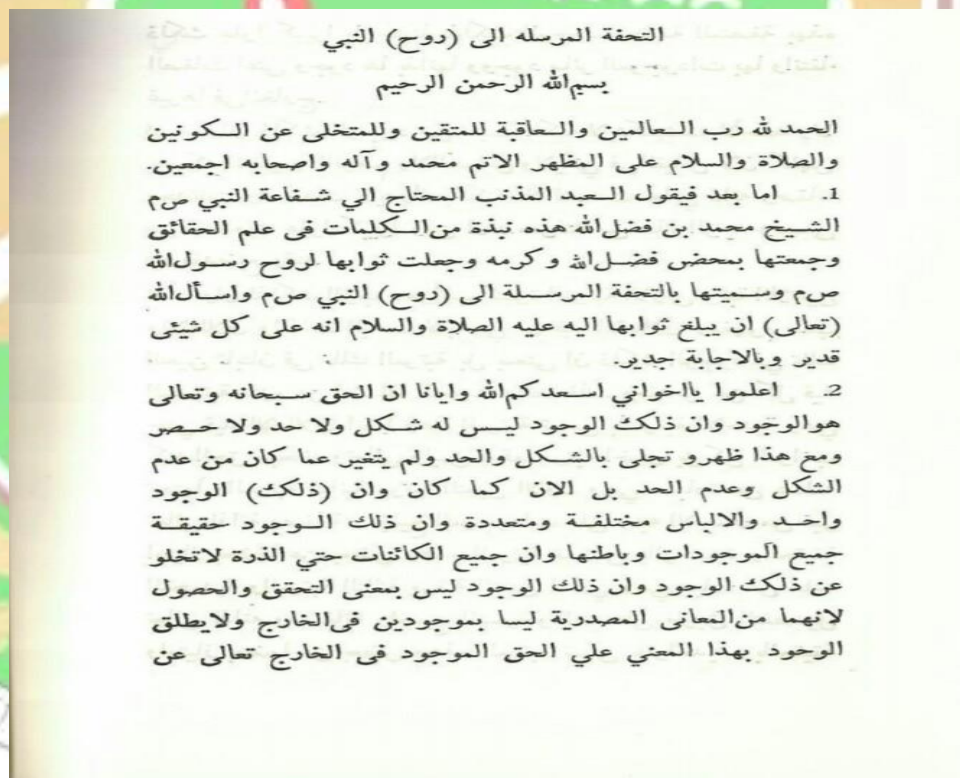 التحفة المرسله الى (روح) النبي
بسم الله الرحمن الرحيم
الحمد لله رب العالمين والعاقبة للمتقين وللمتخلى عن الكونين
والصلاة والسلام على المظهر الاتم محمد وآله واصحابه اجمعين.
1. اما بعد فيقول العبد المذنب المحتاج الي شفاعة النبي صم
الشيخ محمد بن فضل الله هذه نبذة من الكليمات فى علم الحقائق
وجمعتها بمحض فضل الله وكرمه وجعلت ثوابها لروح رسول الله
صم وسميتها بالتحفة المرسلة الى (روح) النبي صم واسأل الله
(تعالى) ان يبلغ ثوابها اليه عليه الصلاة والسلام انه على كل شيئى
قدير وبالاجابة جدير.
2. اعلموا يااخواني اسعد كم الله وايانا ان الحق سبحانه وتعالى
هوالوجود وان ذلك الوجود ليس له شكل ولا حد ولا حصر
ومع هذا ظهرو تجلى بالشكل والحد ولم يتغير عما كان من عدم
الشكل وعدم الحد بل الان كما كان وان (ذلك) الوجود
واحد والالباس مختلفة ومتعددة وان ذلك الوجود حقيقة
جميع الموجودات وباطنها وان جميع الكائنات حتي الذرة لاتخلو
عن ذلك الوجود وان ذلك الوجود ليس بمعنى التحقق والحصول
لانهما من المعانى المصدرية ليسا بموجودين فى الخارج ولايطلق
الوحود بهذا المعني علي الحق الموجود فى الخارج تعالى عن